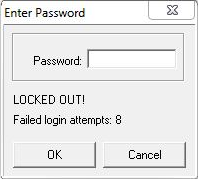 Enter Password
Password:
LOCKED OUT!
Failed login attempts: 8
OK
Cancel